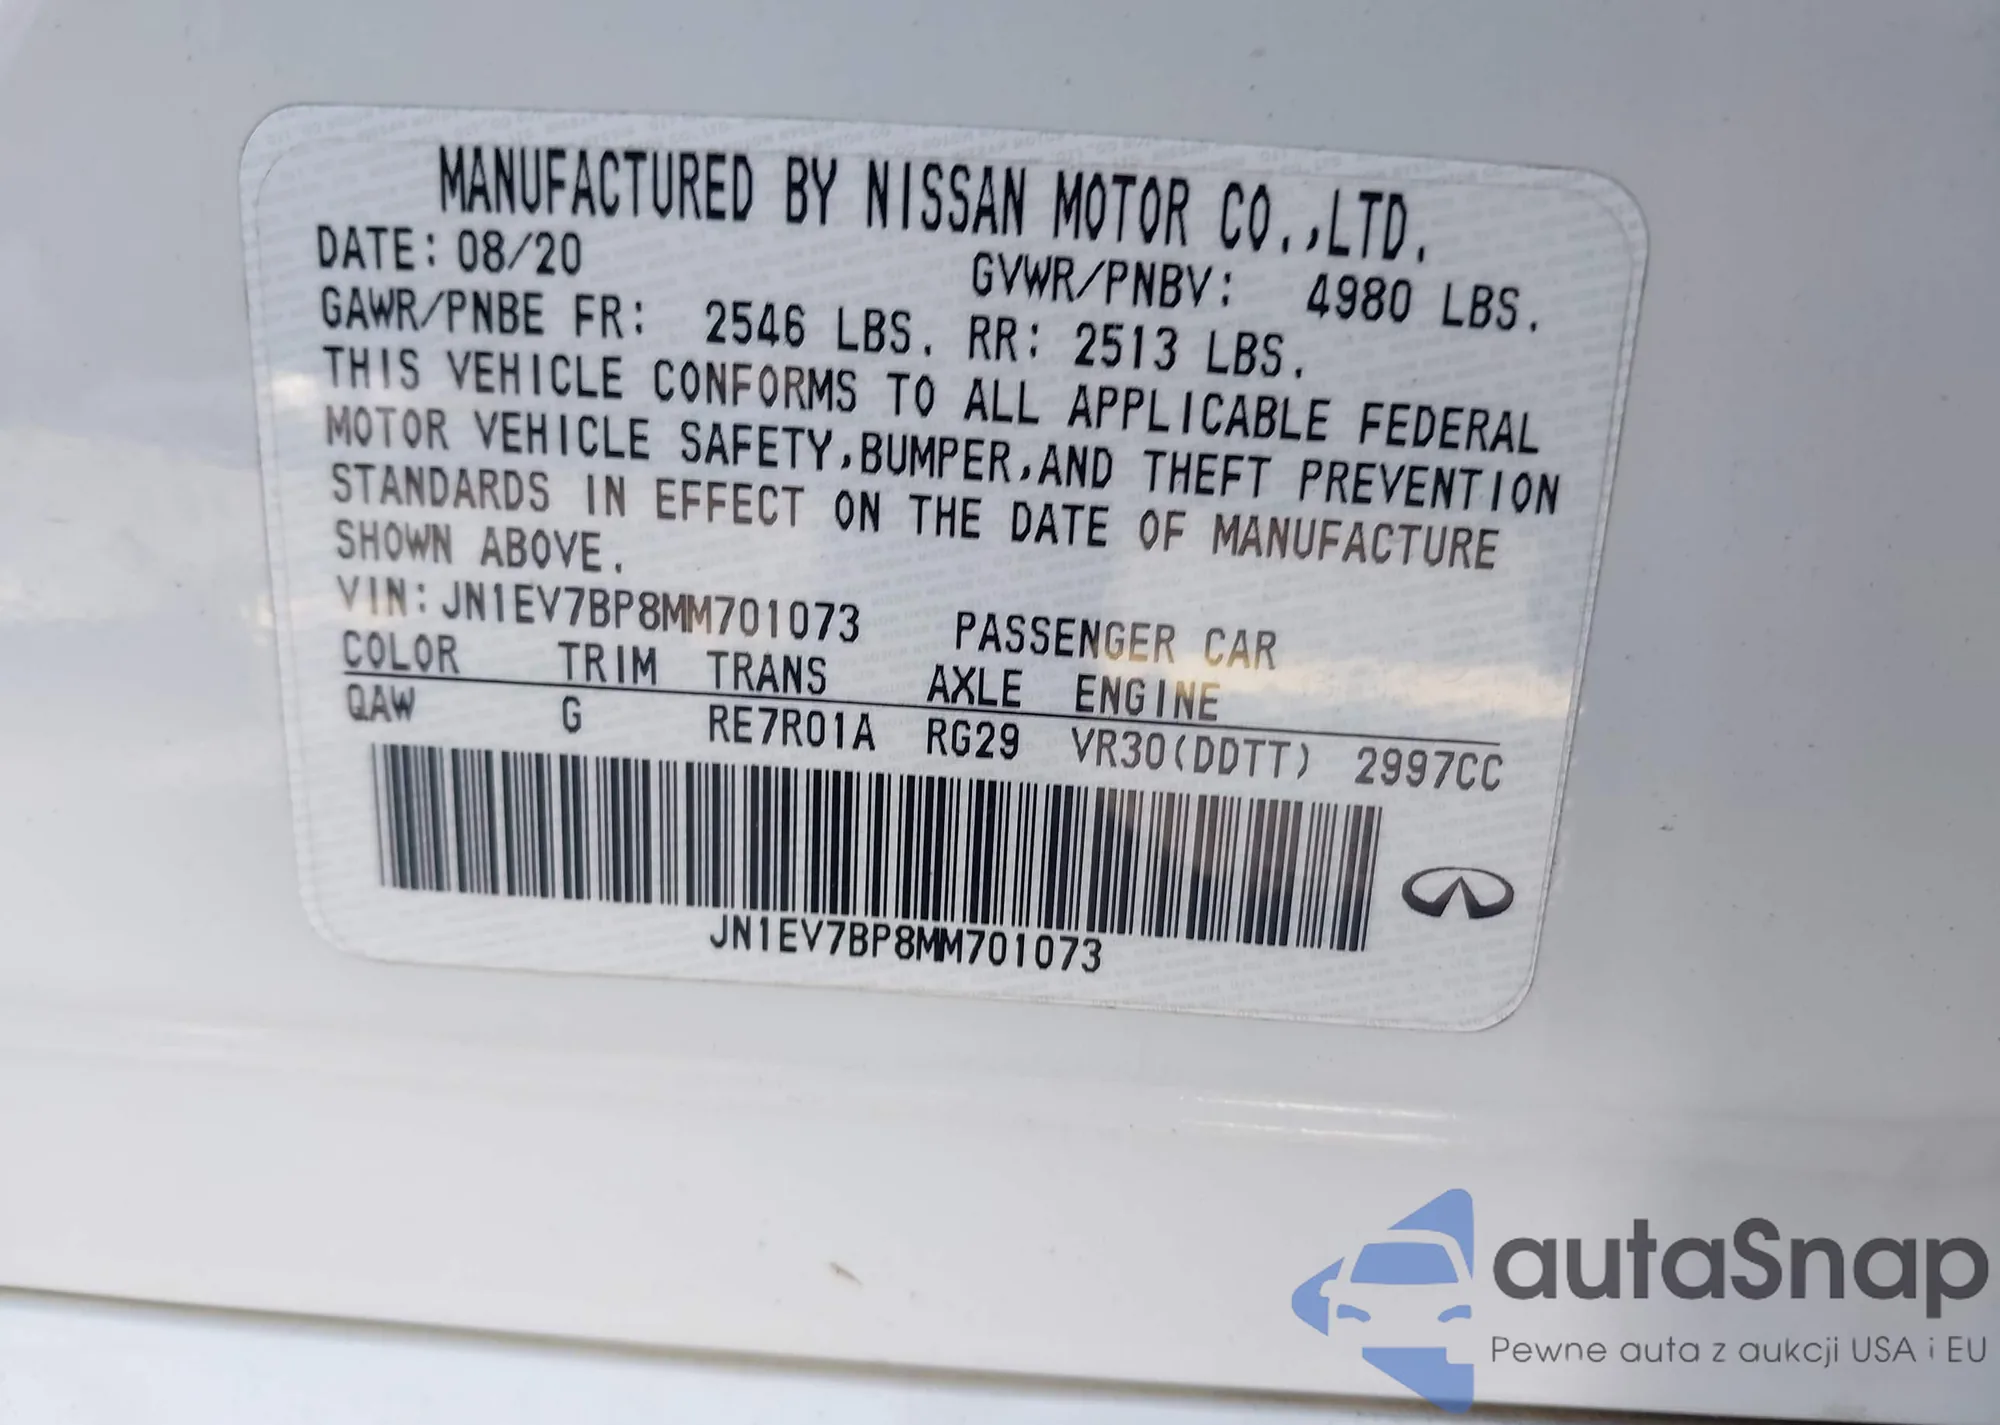 MANUFACTURED BY NISSAN MOTOR CO.,LTD.
DATE: 08/20 GVWR/PNBV: 4980 LBS.
GAWR/PNBE FR: 2546 LBS. RR: 2513 LBS.
THIS VEHICLE CONFORMS TO ALL APPLICABLE FEDERAL
MOTOR VEHICLE SAFETY,BUMPER,AND THEFT PREVENTION
STANDARDS IN EFFECT ON THE DATE OF MANUFACTURE
SHOWN ABOVE.
VIN: JN1EV7BP8MM701073 PASSENGER CAR
COLOR TRIM TRANS AXLE ENGINE
QAW G RE7R01A RG29 VR30(DDTT) 2997CC
JN1EV7BP8MM701073
autaSnap
Pewne auta z aukcji USA i EU